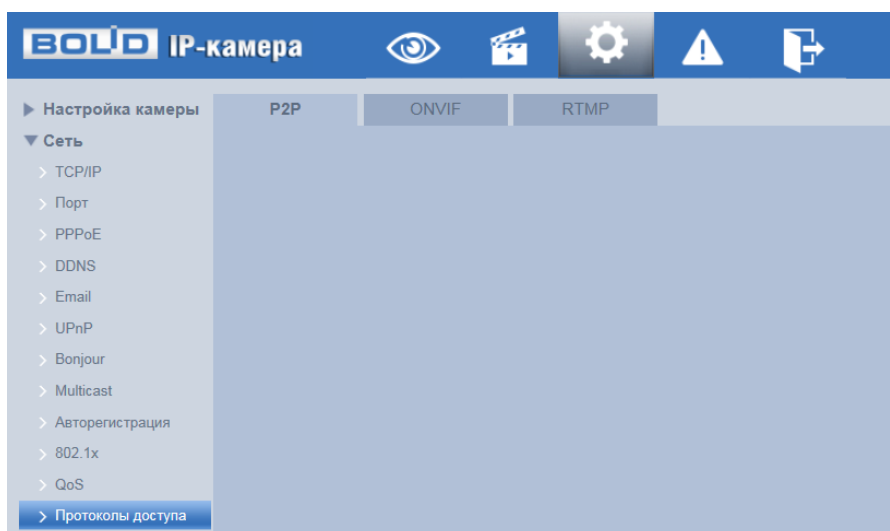 BOLID IP-камера
Настройка камеры
P2P
ONVIF
RTMP
Сеть
TCP/IP
Порт
PPPoE
DDNS
Email
UPnP
Bonjour
Multicast
Авторегистрация
802.1x
QoS
Протоколы доступа